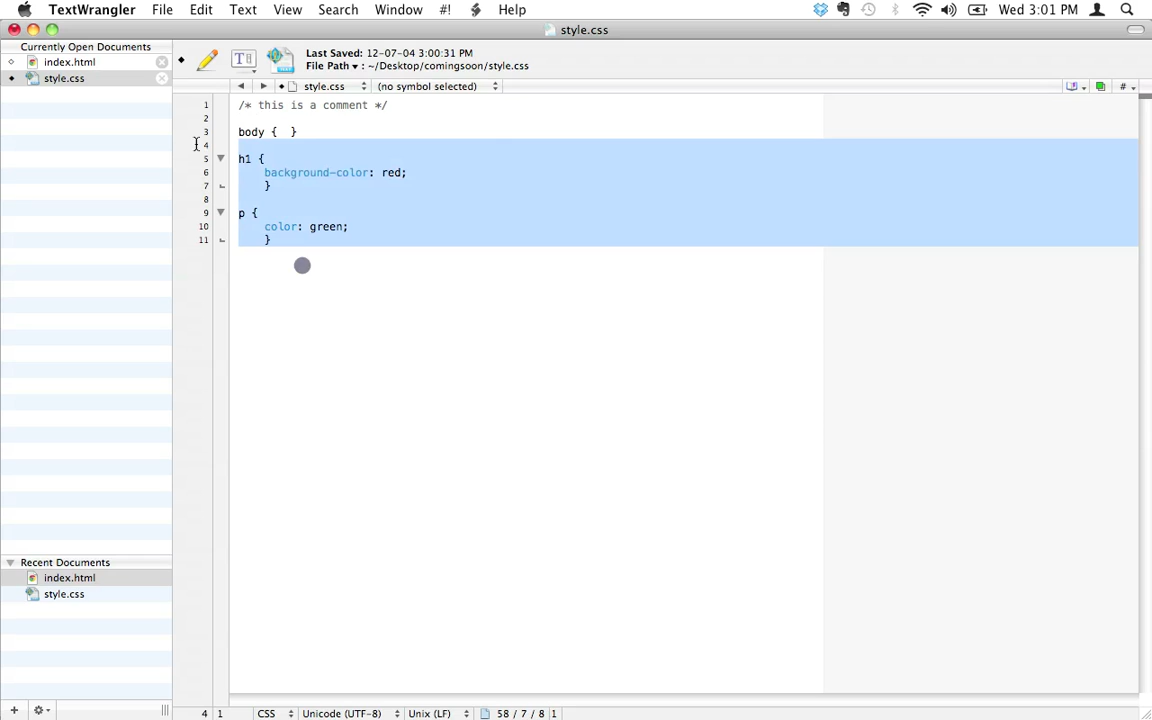 TextWrangler File Edit Text View Search Window #! Help Wed 3:01 PM
style.css
Currently Open Documents
index.html
style.css
Last Saved: 12-07-04 3:00:31 PM
File Path ▾ : ~/Desktop/comingsoon/style.css
style.css (no symbol selected) #
1 /* this is a comment */
2
3 body { }
4
5 h1 {
6 background-color: red;
7 }
8
9 p {
10 color: green;
11 }
Recent Documents
index.html
style.css
4 1 CSS Unicode (UTF-8) Unix (LF) 58 / 7 / 8 1